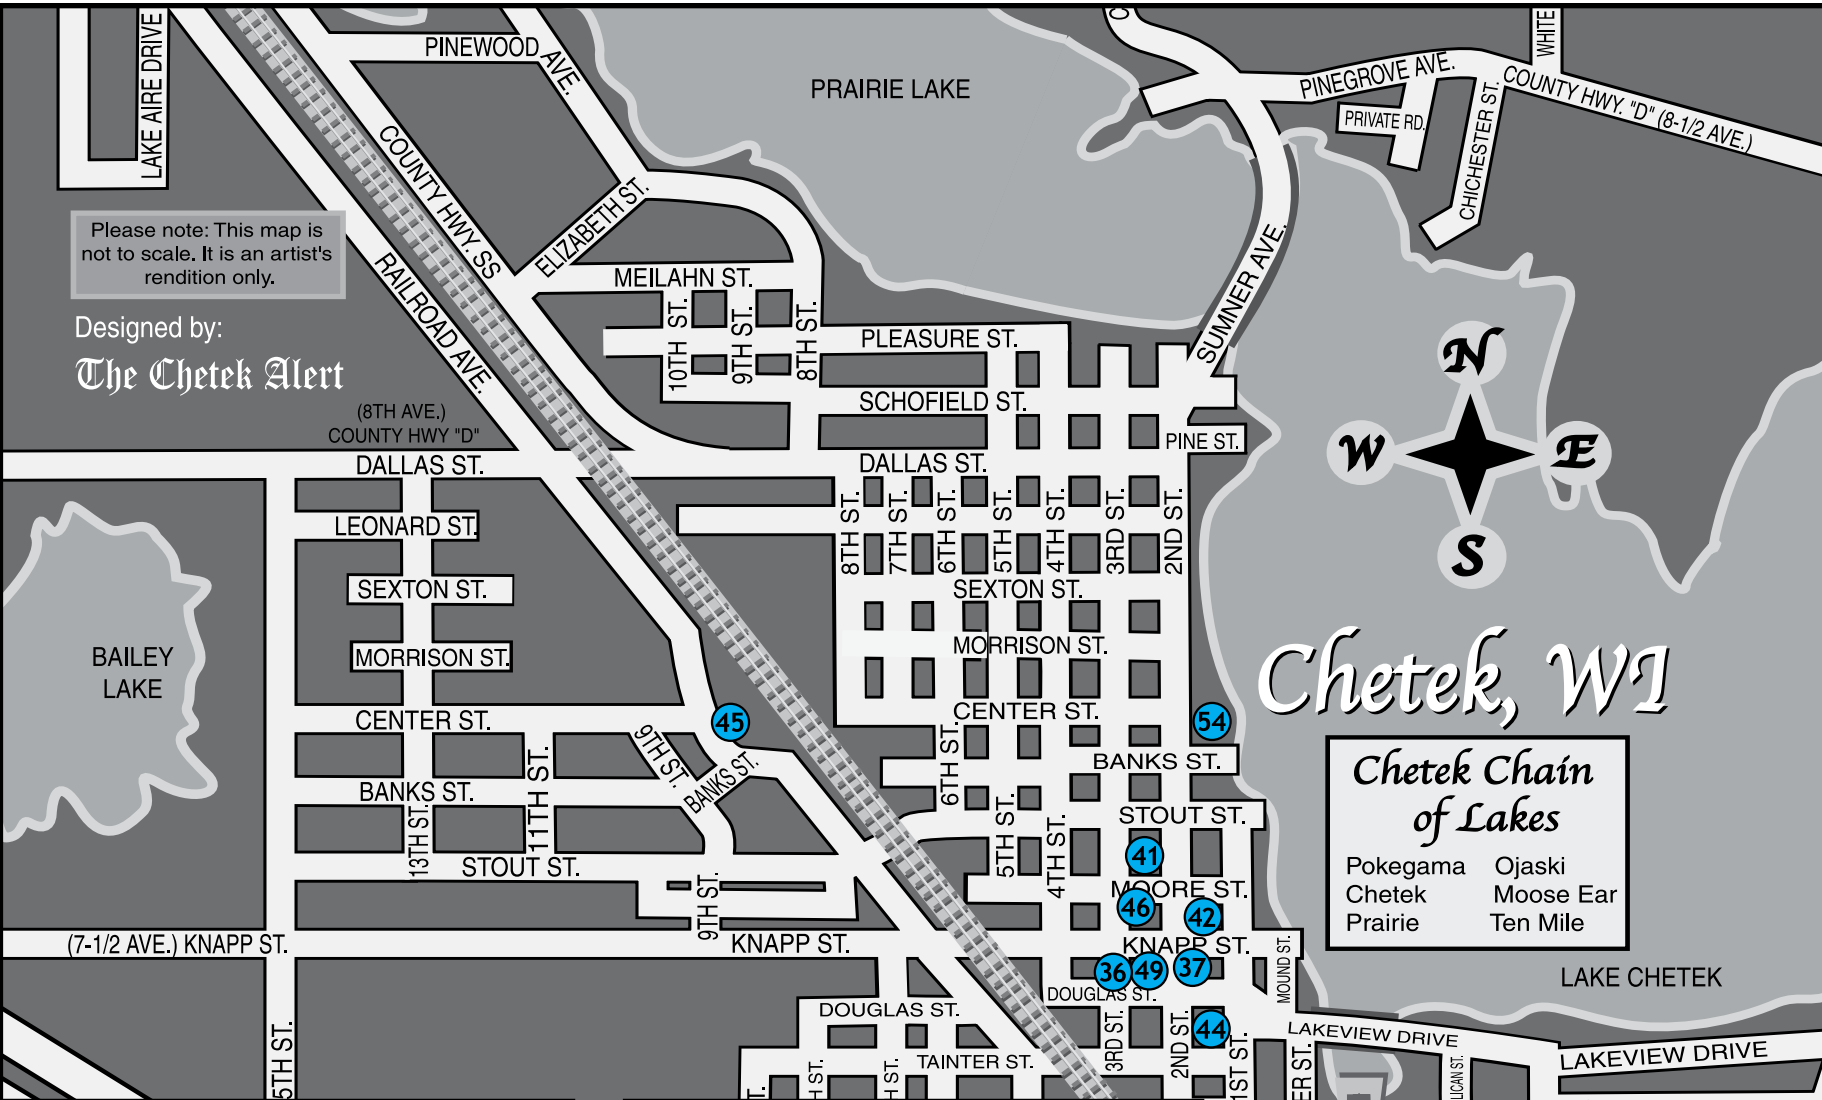 LAKE AIRE DRIVE
PINEWOOD
AVE.
PRAIRIE LAKE
C
WHITE
PINEGROVE AVE.
COUNTY HWY. "D" (8-1/2 AVE.)
PRIVATE RD.
CHICHESTER ST.
COUNTY HWY. SS
ELIZABETH ST.
Please note: This map is
not to scale. It is an artist's
rendition only.
Designed by:
The Chetek Alert
RAILROAD AVE.
MEILAHN ST.
10TH ST.
9TH ST.
8TH ST.
SUMNER AVE.
PLEASURE ST.
SCHOFIELD ST.
(8TH AVE.)
COUNTY HWY "D"
DALLAS ST.
DALLAS ST.
PINE ST.
N
W
E
S
LEONARD ST.
8TH ST.
7TH ST.
6TH ST.
5TH ST.
4TH ST.
3RD ST.
2ND ST.
SEXTON ST.
SEXTON ST.
BAILEY
LAKE
MORRISON ST.
MORRISON ST.
Chetek, WI
CENTER ST.
45
CENTER ST.
54
9TH ST.
BANKS ST.
11TH ST.
6TH ST.
BANKS ST.
BANKS ST.
13TH ST.
Chetek Chain
of Lakes
Pokegama Ojaski
Chetek Moose Ear
Prairie Ten Mile
STOUT ST.
STOUT ST.
5TH ST.
4TH ST.
41
MOORE ST.
46
42
9TH ST.
(7-1/2 AVE.) KNAPP ST.
KNAPP ST.
KNAPP ST.
MOUND ST.
36
49
37
LAKE CHETEK
DOUGLAS ST.
DOUGLAS ST.
44
LAKEVIEW DRIVE
LAKEVIEW DRIVE
TAINTER ST.
5TH ST.
ST.
H ST.
H ST.
3RD ST.
2ND ST.
1ST ST.
ER ST.
LICAN ST.